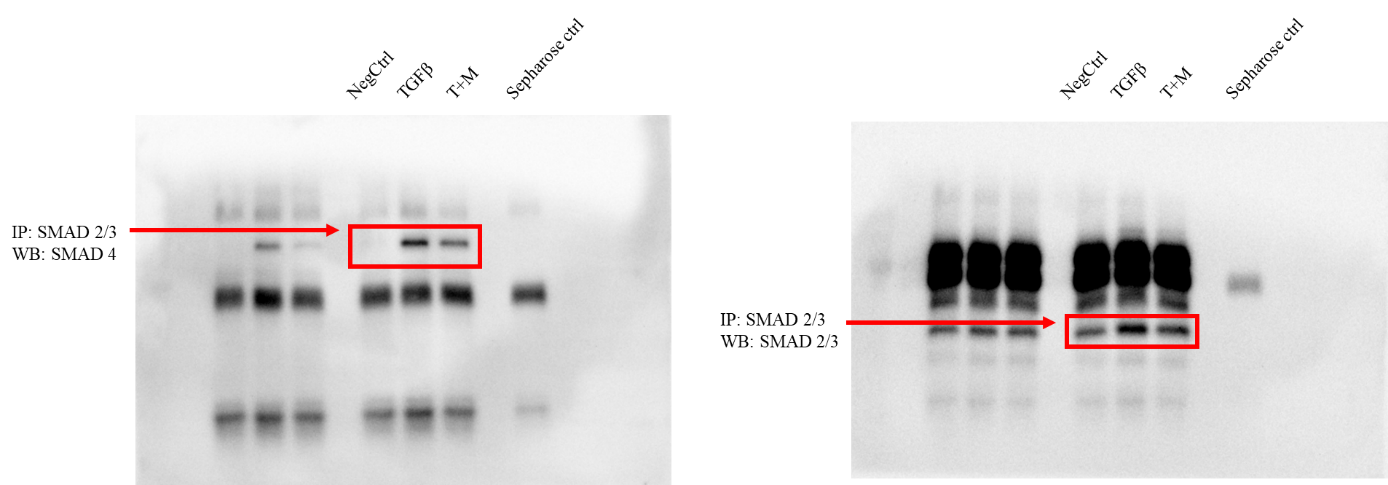 NegCtrl
TGFβ
T+M
Sepharose ctrl
IP: SMAD 2/3
WB: SMAD 4
NegCtrl
TGFβ
T+M
Sepharose ctrl
IP: SMAD 2/3
WB: SMAD 2/3